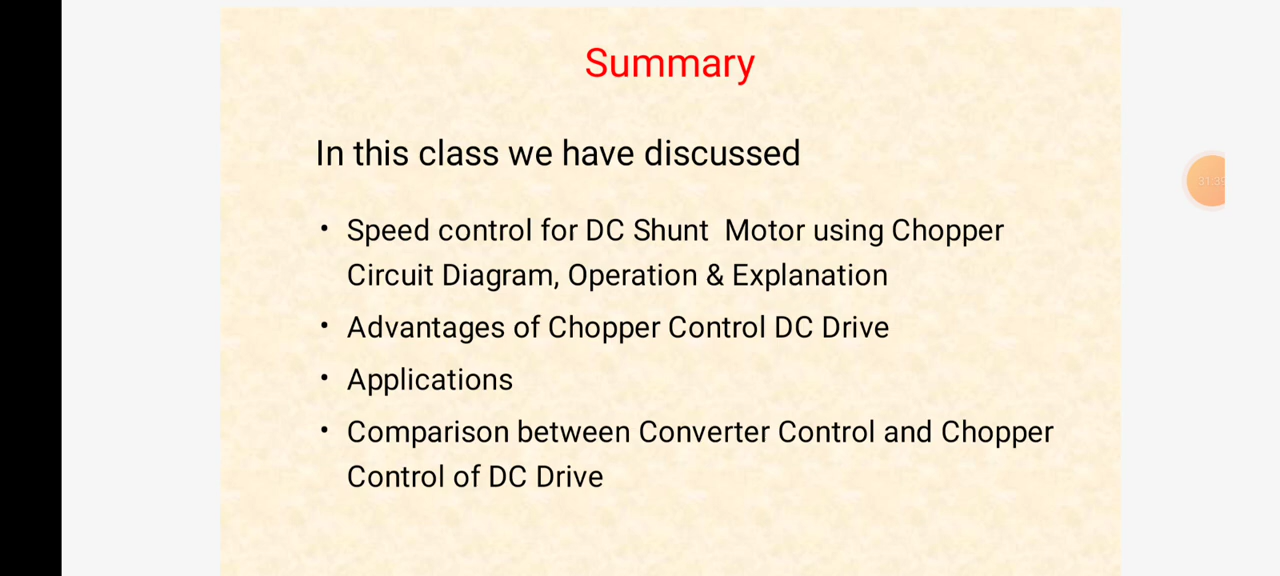 Summary
In this class we have discussed
• Speed control for DC Shunt  Motor using Chopper
Circuit Diagram, Operation & Explanation
• Advantages of Chopper Control DC Drive
• Applications
• Comparison between Converter Control and Chopper
Control of DC Drive